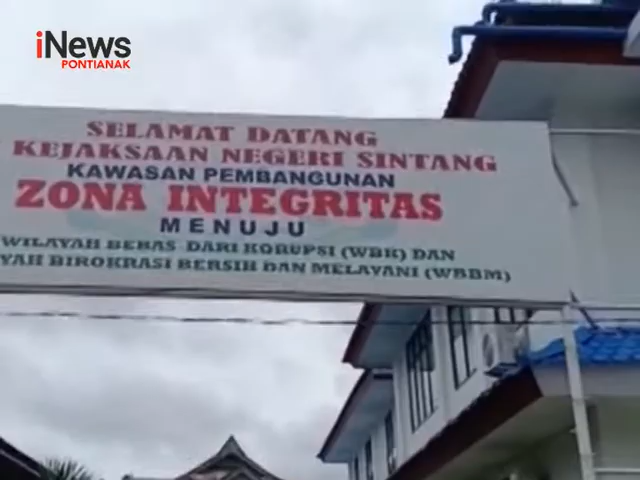 iNews
PONTIANAK
SELAMAT DATANG
KEJAKSAAN NEGERI SINTANG
KAWASAN PEMBANGUNAN
ZONA INTEGRITAS
MENUJU
WILAYAH BEBAS DARI KORUPSI (WBK) DAN
YAH BIROKRASI BERSIH DAN MELAYANI (WBBM)